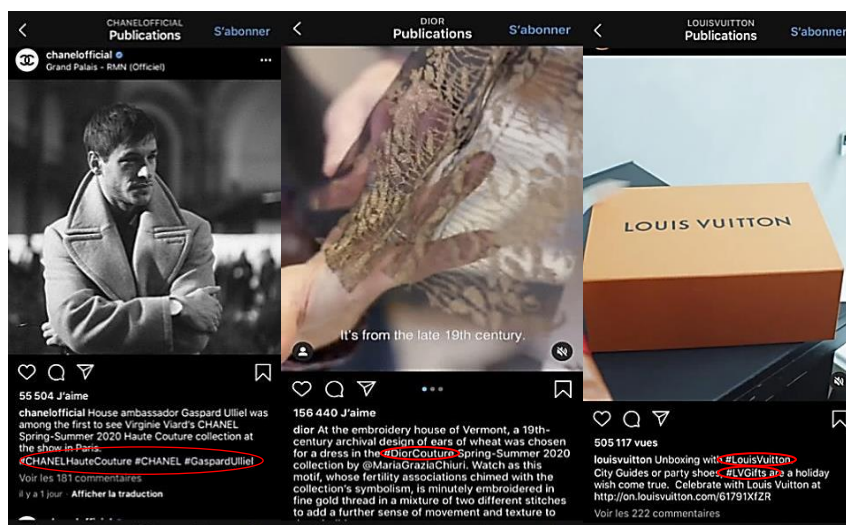 CHANELOFFICIAL
Publications
S'abonner
chanelofficial
Grand Palais - RMN (Officiel)
55 504 J'aime
chanelofficial House ambassador Gaspard Ulliel was
among the first to see Virginie Viard's CHANEL
Spring-Summer 2020 Haute Couture collection at
the show in Paris.
#CHANELHauteCouture #CHANEL #GaspardUlliel
Voir les 181 commentaires
il y a 1 jour · Afficher la traduction
DIOR
Publications
S'abonner
It's from the late 19th century.
156 440 J'aime
dior At the embroidery house of Vermont, a 19th-
century archival design of ears of wheat was chosen
for a dress in the #DiorCouture Spring-Summer 2020
collection by @MariaGraziaChiuri. Watch as this
motif, whose fertility associations chimed with the
collection's symbolism, is minutely embroidered in
fine gold thread in a mixture of two different stitches
to add a further sense of movement and texture to
LOUISVUITTON
Publications
S'abonner
LOUIS VUITTON
505 117 vues
louisvuitton Unboxing with #LouisVuitton
City Guides or party shoes, #LVGifts are a holiday
wish come true. Celebrate with Louis Vuitton at
http://on.louisvuitton.com/61791XfZR
Voir les 222 commentaires